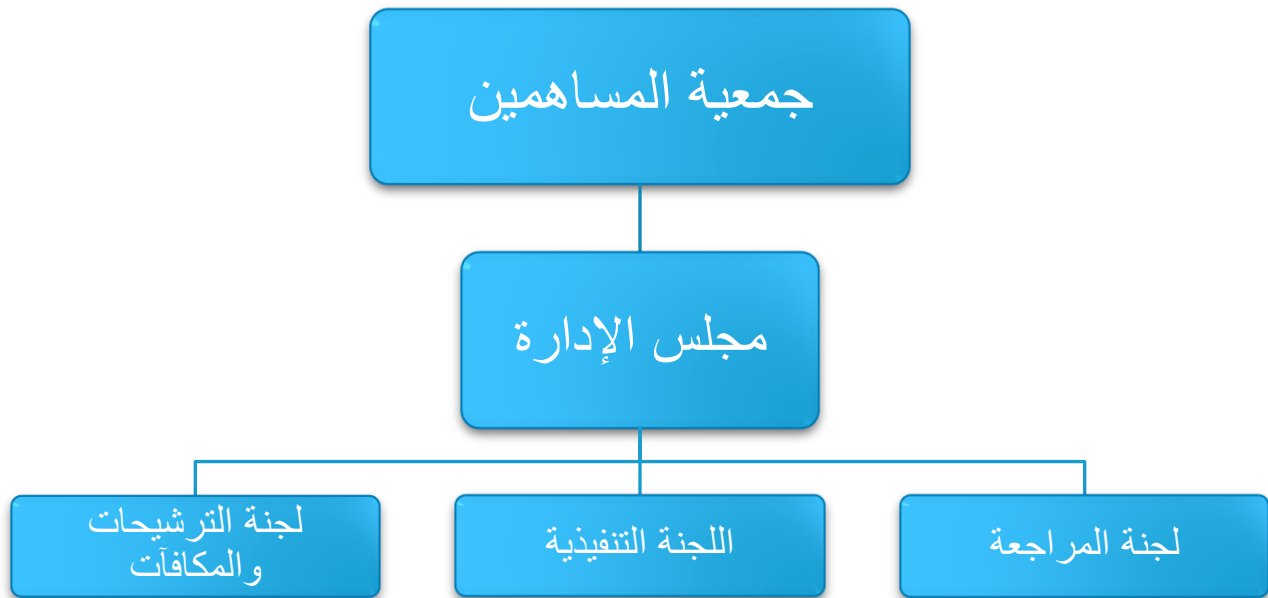 جمعية المساهمين
مجلس الإدارة
لجنة المراجعة
اللجنة التنفيذية
لجنة الترشيحات
والمكافآت